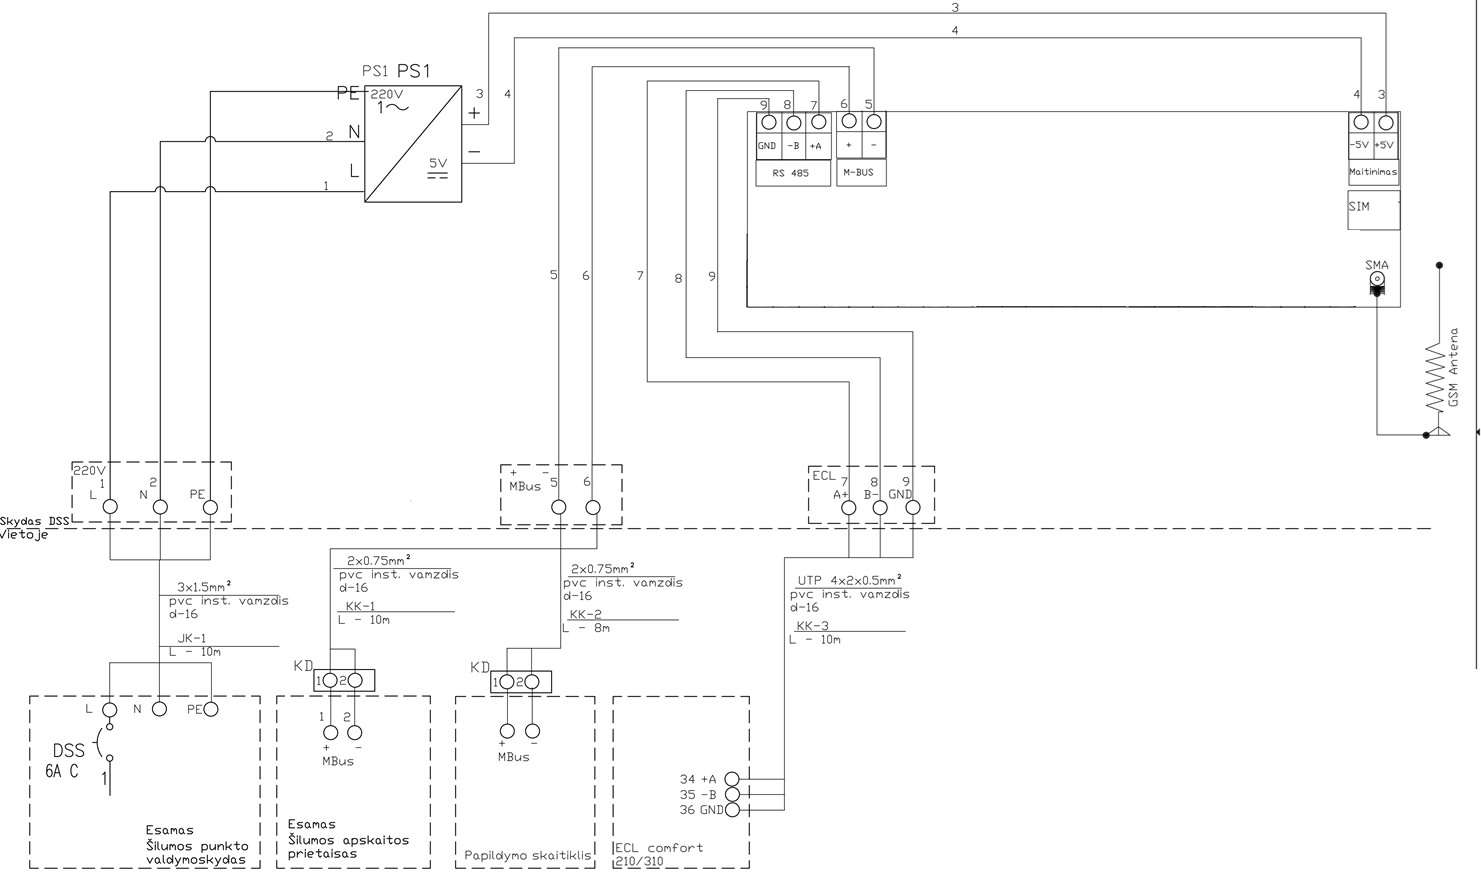 3
4
PS1 PS1
PE 220V
1~
3 4
+
2 N
−
L
5V
1
9 8 7 6 5
4 3
GND -B +A + -
-5V +5V
RS 485 M-BUS
Maitinimas
SIM
SMA
5 6 7 8 9
GSM Antena
220V
1 2
L N PE
+ -
MBus 5 6
ECL 7 8 9
A+ B- GND
Skydas DSS
Vietoje
3x1.5mm²
pvc inst. vamzdis
d-16
JK-1
L - 10m
2x0.75mm²
pvc inst. vamzdis
d-16
KK-1
L - 10m
2x0.75mm²
pvc inst. vamzdis
d-16
KK-2
L - 8m
UTP 4x2x0.5mm²
pvc inst. vamzdis
d-16
KK-3
L - 10m
KD
1 2
KD
1 2
L N PE
DSS
6A C 1
Esamas
Šilumos punkto
valdymoskydas
1 2
+ -
MBus
Esamas
Šilumos apskaitos
prietaisas
+ -
MBus
Papildymo skaitiklis
34 +A
35 -B
36 GND
ECL comfort
210/310